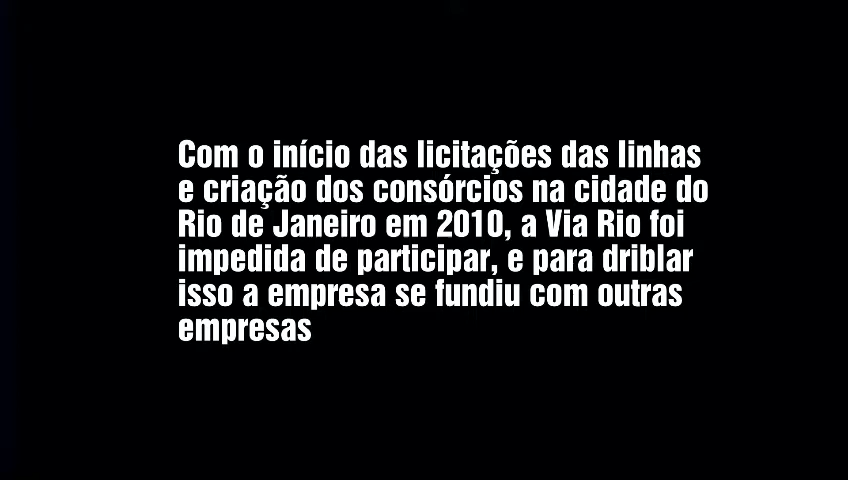 Com o início das licitações das linhas
e criação dos consórcios na cidade do
Rio de Janeiro em 2010, a Via Rio foi
impedida de participar, e para driblar
isso a empresa se fundiu com outras
empresas